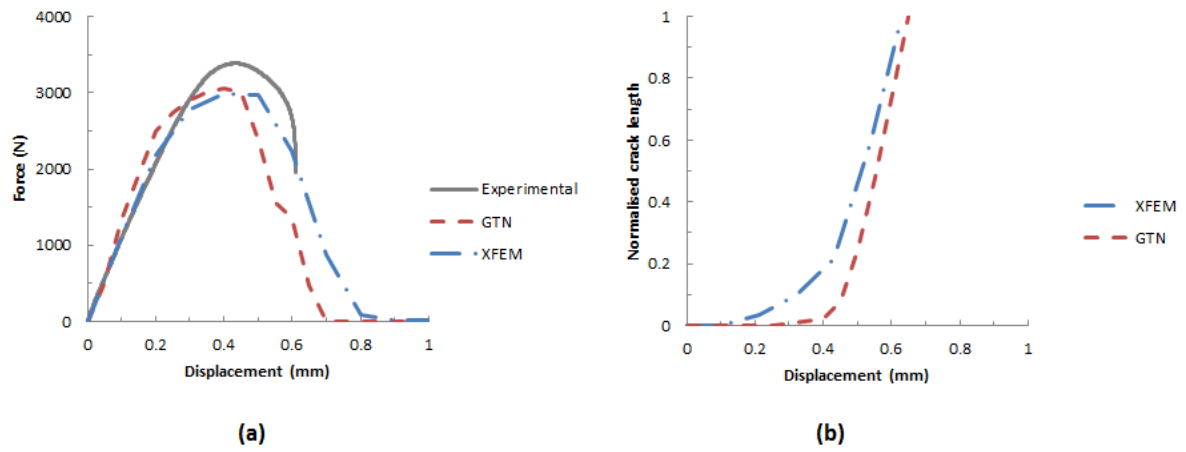 4000
3000
2000
1000
0
Force (N)
0 0.2 0.4 0.6 0.8 1
Displacement (mm)
Experimental
GTN
XFEM
(a)
1
0.8
0.6
0.4
0.2
0
Normalised crack length
0 0.2 0.4 0.6 0.8 1
Displacement (mm)
XFEM
GTN
(b)